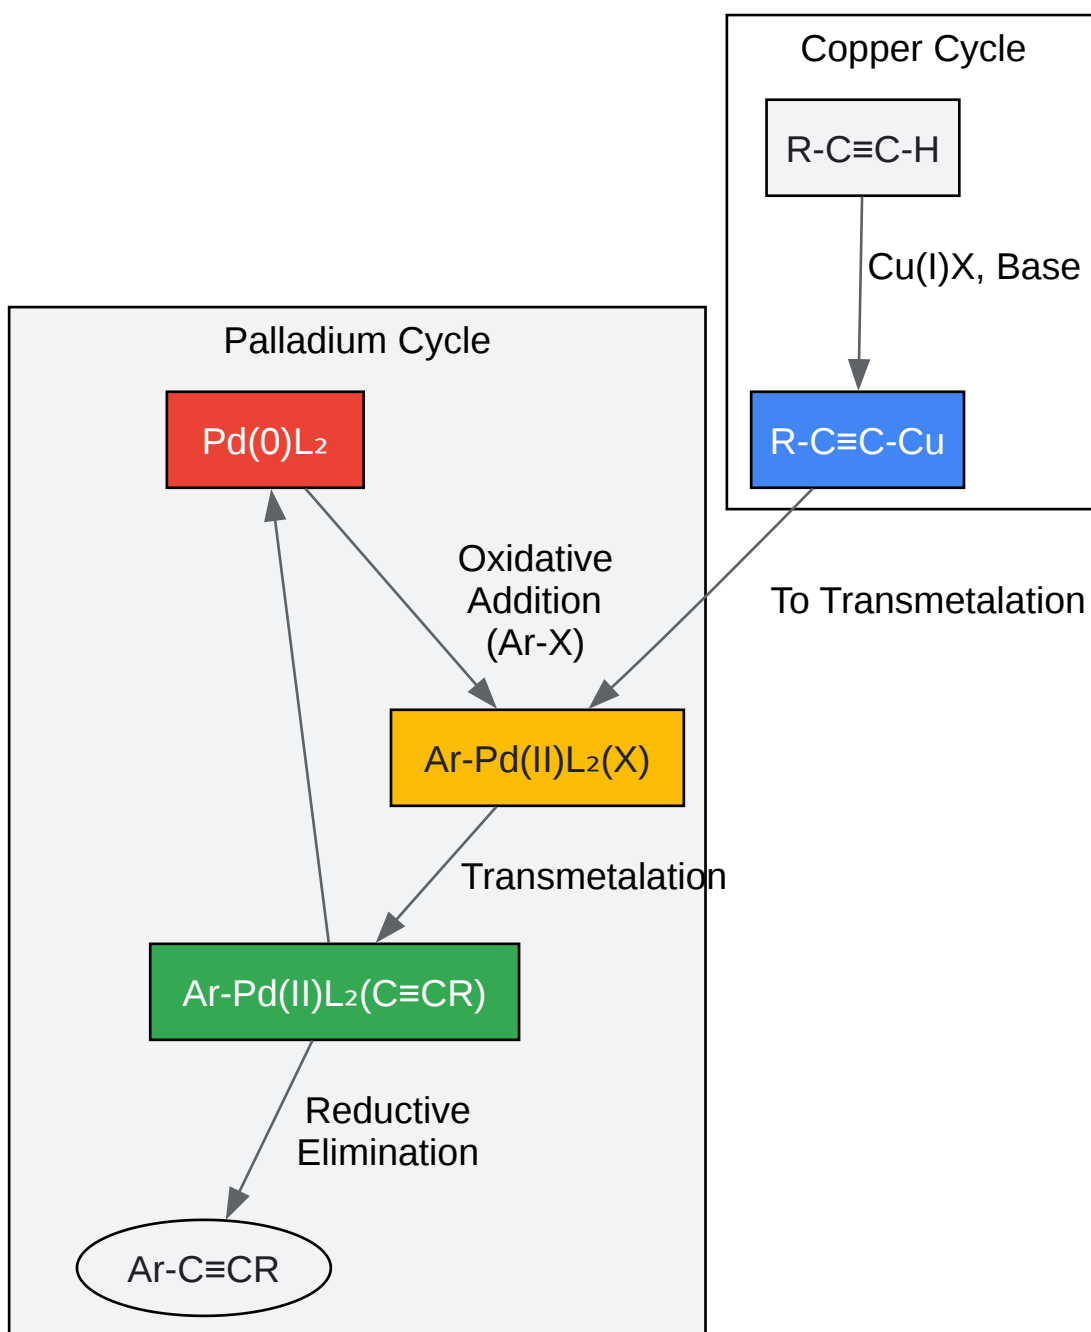 Copper Cycle
R-C≡C-H
Cu(I)X, Base
Palladium Cycle
Pd(0)L₂
R-C≡C-Cu
Oxidative
Addition
(Ar-X)
To Transmetalation
Ar-Pd(II)L₂(X)
Transmetalation
Ar-Pd(II)L₂(C≡CR)
Reductive
Elimination
Ar-C≡CR